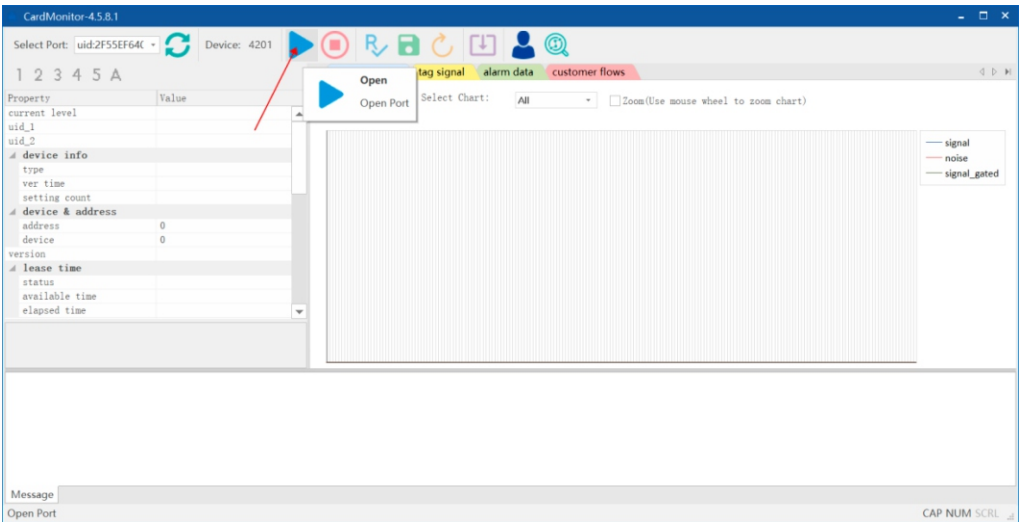 CardMonitor-4.5.8.1
Select Port: uid:2F55EF64( Device: 4201
1 2 3 4 5 A
Open
Open Port
tag signal alarm data customer flows
Property Value
current level
uid_1
uid_2
device info
type
ver time
setting count
device & address
address 0
device 0
version
lease time
status
available time
elapsed time
Select Chart: All Zoom(Use mouse wheel to zoom chart)
signal
noise
signal_gated
Message
Open Port CAP NUM SCRL